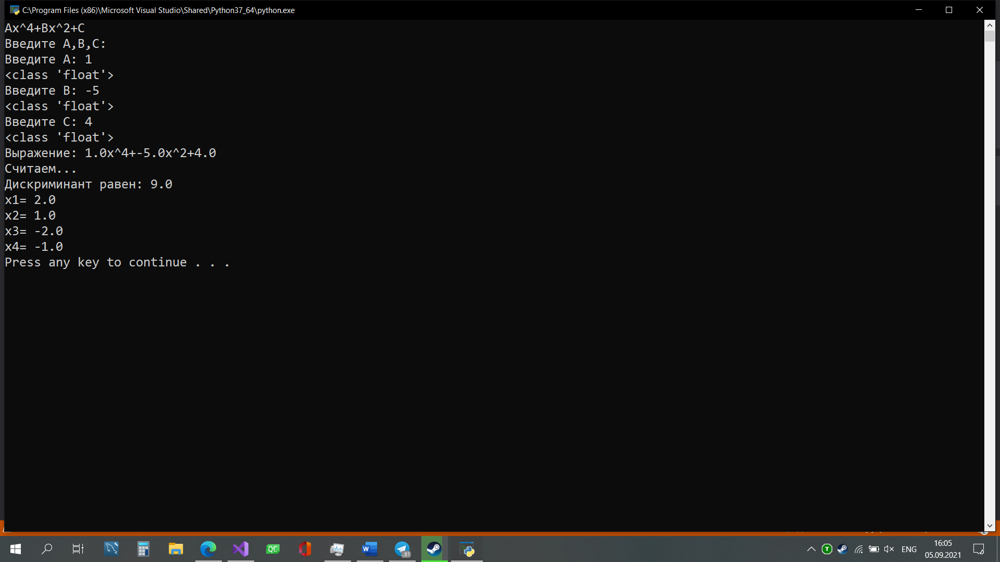 C:\Program Files (x86)\Microsoft Visual Studio\Shared\Python37_64\python.exe
Ax^4+Bx^2+C
Введите A,B,C:
Введите A: 1
<class 'float'>
Введите B: -5
<class 'float'>
Введите C: 4
<class 'float'>
Выражение: 1.0x^4+-5.0x^2+4.0
Считаем...
Дискриминант равен: 9.0
x1= 2.0
x2= 1.0
x3= -2.0
x4= -1.0
Press any key to continue . . .
QC
W
81
T
ENG
16:05
05.09.2021